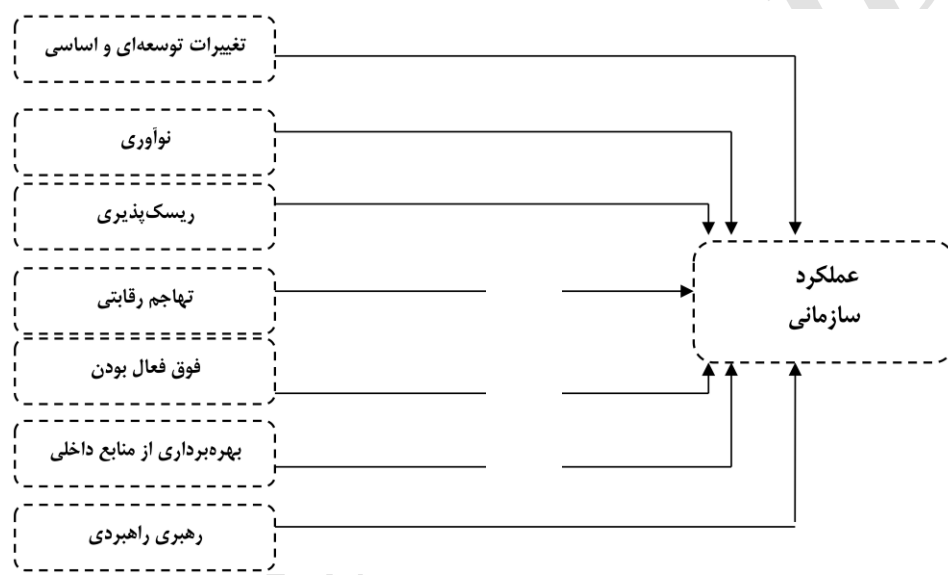 تغییرات توسعه‌ای و اساسی
نوآوری
ریسک‌پذیری
تهاجم رقابتی
فوق فعال بودن
بهره‌برداری از منابع داخلی
رهبری راهبردی
عملکرد
سازمانی